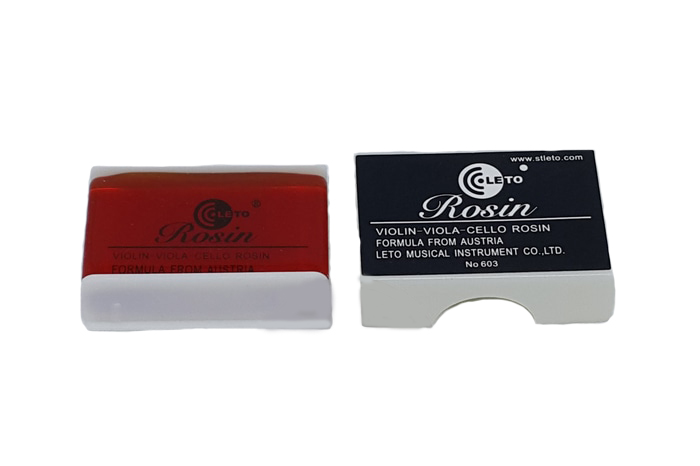 LETO ®
Rosin
VIOLIN-VIOLA-CELLO ROSIN
FORMULA FROM AUSTRIA
www.stleto.com
LETO
Rosin
VIOLIN-VIOLA-CELLO ROSIN
FORMULA FROM AUSTRIA
LETO MUSICAL INSTRUMENT CO.,LTD.
No 603